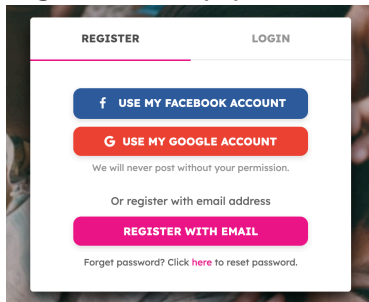 REGISTER LOGIN
f USE MY FACEBOOK ACCOUNT
G USE MY GOOGLE ACCOUNT
We will never post without your permission.
Or register with email address
REGISTER WITH EMAIL
Forget password? Click here to reset password.